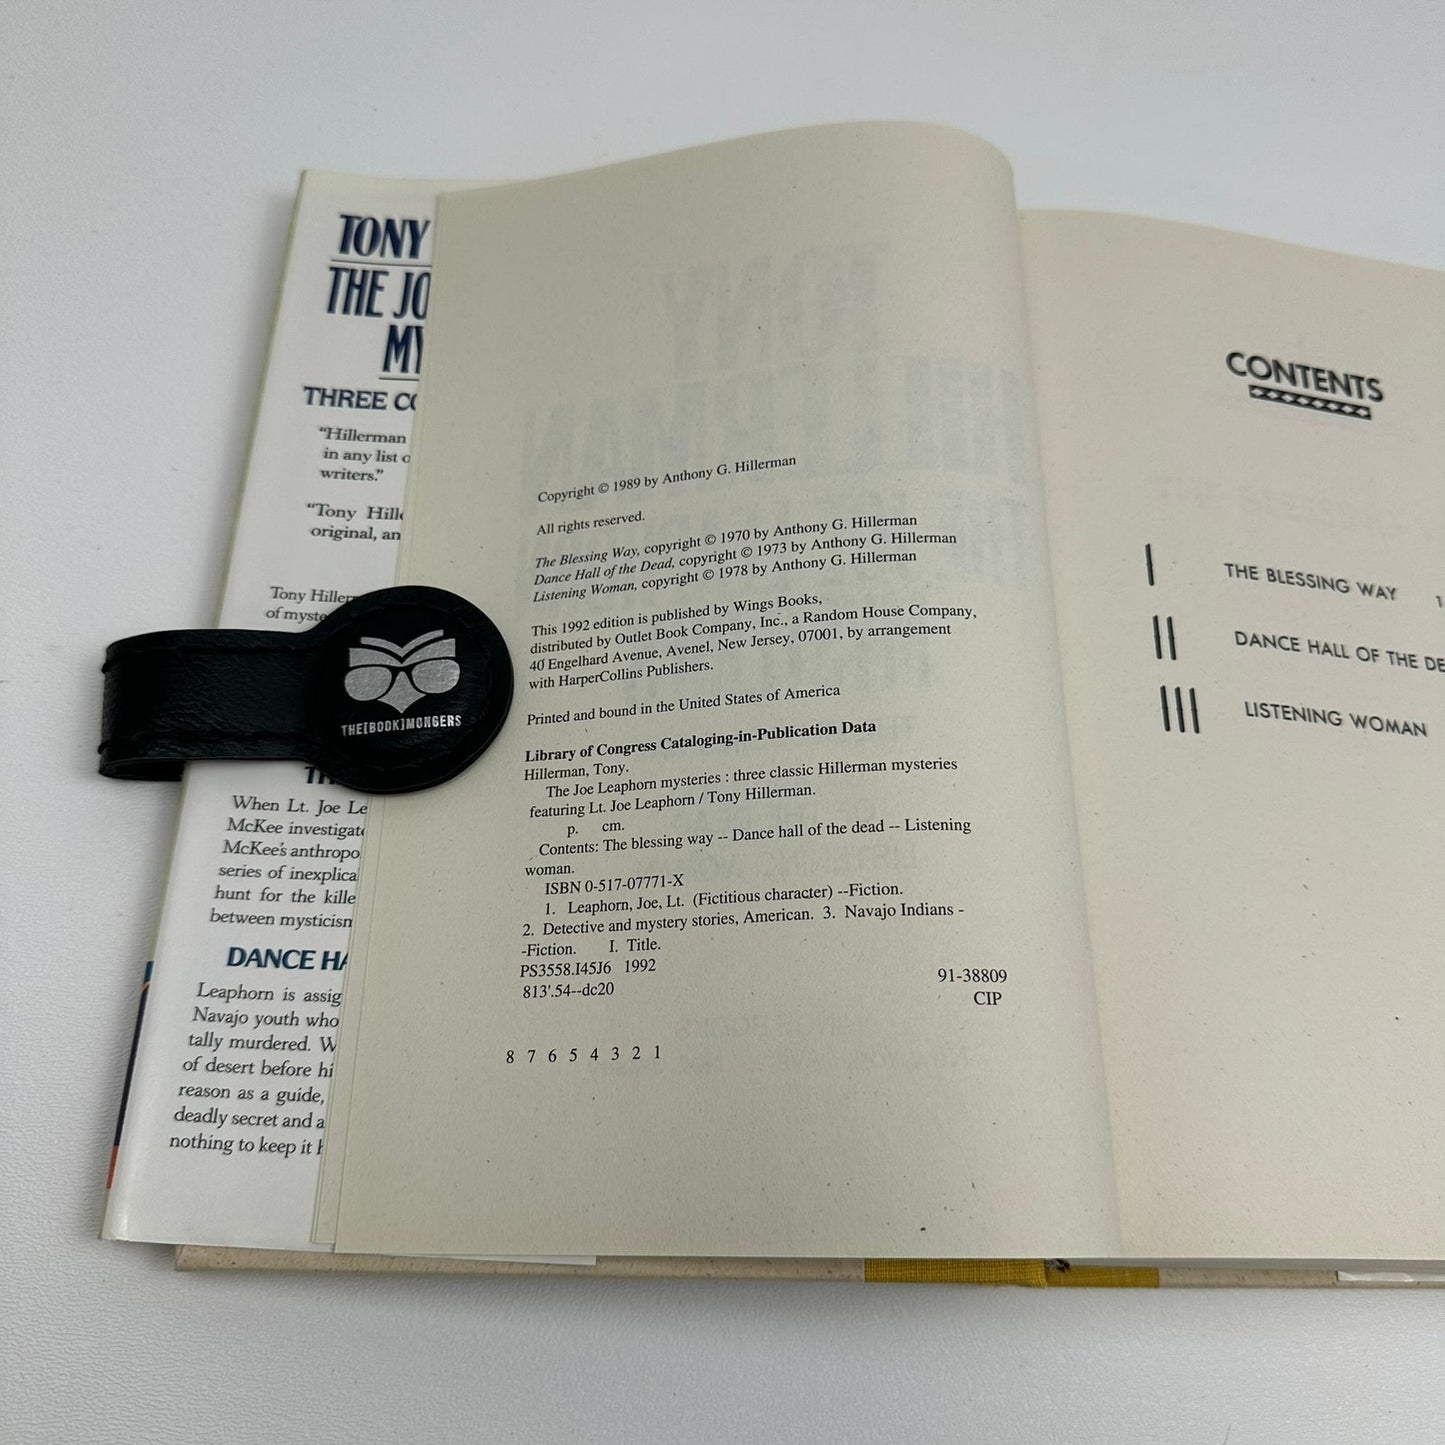 TONY
THE JO
MY
THREE CO
“Hillerman
in any list o
writers.”
“Tony Hille
original, an
Tony Hiller
of myste
THE[BOOK]MONGERS
TH
When Lt. Joe Le
McKee investigate
McKee's anthropo
series of inexplica
hunt for the kille
between mysticism
DANCE HA
Leaphorn is assig
Navajo youth who
tally murdered. W
of desert before hi
reason as a guide,
deadly secret and a
nothing to keep it h
Copyright © 1989 by Anthony G. Hillerman
All rights reserved.
The Blessing Way, copyright © 1970 by Anthony G. Hillerman
Dance Hall of the Dead, copyright © 1973 by Anthony G. Hillerman
Listening Woman, copyright © 1978 by Anthony G. Hillerman
This 1992 edition is published by Wings Books,
distributed by Outlet Book Company, Inc., a Random House Company,
40 Engelhard Avenue, Avenel, New Jersey, 07001, by arrangement
with HarperCollins Publishers.
Printed and bound in the United States of America
Library of Congress Cataloging-in-Publication Data
Hillerman, Tony.
The Joe Leaphorn mysteries : three classic Hillerman mysteries
featuring Lt. Joe Leaphorn / Tony Hillerman.
p. cm.
Contents: The blessing way -- Dance hall of the dead -- Listening
woman.
ISBN 0-517-07771-X
1. Leaphorn, Joe, Lt. (Fictitious character) --Fiction.
2. Detective and mystery stories, American. 3. Navajo Indians -
-Fiction. I. Title.
PS3558.I45J6 1992
813'.54--dc20
91-38809
CIP
8 7 6 5 4 3 2 1
CONTENTS
I THE BLESSING WAY 1
II DANCE HALL OF THE DE
III LISTENING WOMAN